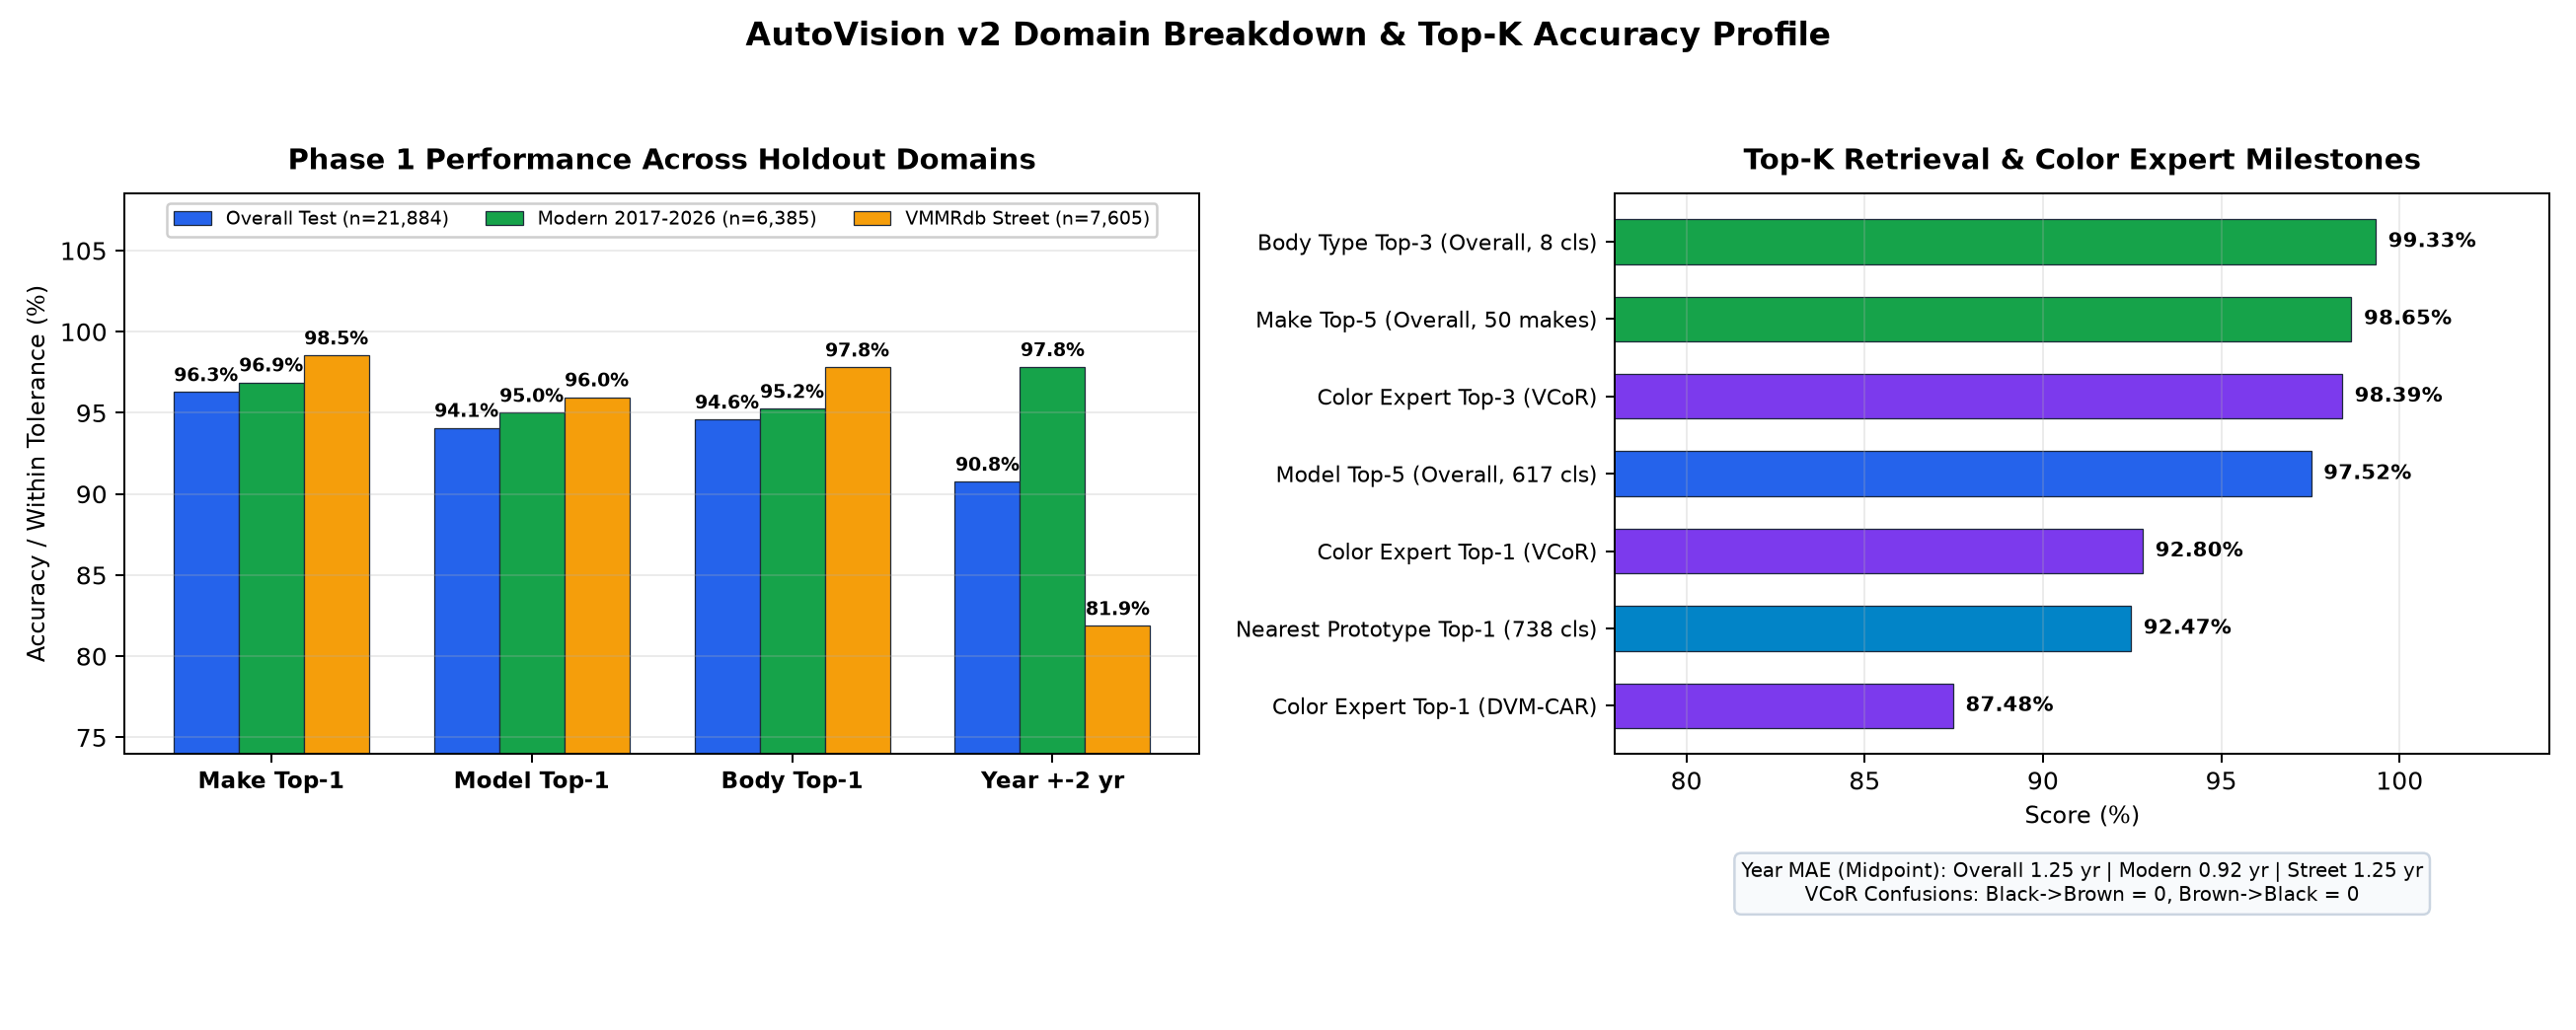 AutoVision v2 Domain Breakdown & Top-K Accuracy Profile
Phase 1 Performance Across Holdout Domains
Overall Test (n=21,884)
Modern 2017-2026 (n=6,385)
VMMRdb Street (n=7,605)
Accuracy / Within Tolerance (%)
105
100
95
90
85
80
75
96.3%
96.9%
98.5%
94.1%
95.0%
96.0%
94.6%
95.2%
97.8%
90.8%
97.8%
81.9%
Make Top-1
Model Top-1
Body Top-1
Year +-2 yr
Top-K Retrieval & Color Expert Milestones
Body Type Top-3 (Overall, 8 cls)
99.33%
Make Top-5 (Overall, 50 makes)
98.65%
Color Expert Top-3 (VCoR)
98.39%
Model Top-5 (Overall, 617 cls)
97.52%
Color Expert Top-1 (VCoR)
92.80%
Nearest Prototype Top-1 (738 cls)
92.47%
Color Expert Top-1 (DVM-CAR)
87.48%
80
85
90
95
100
Score (%)
Year MAE (Midpoint): Overall 1.25 yr | Modern 0.92 yr | Street 1.25 yr
VCoR Confusions: Black->Brown = 0, Brown->Black = 0